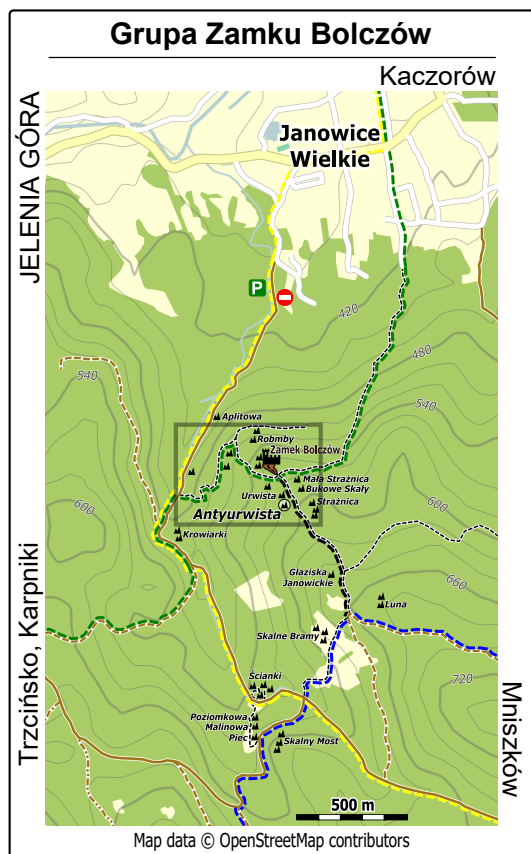 Grupa Zamku Bolczów
Kaczorów
JELENIA GÓRA
Janowice
Wielkie
P
420
480
540
540
Aplitowa
Robmby
Zamek Bolczów
Mała Strażnica
Bukowe Skały
Urwista
Strażnica
Antyurwista
600
600
Krowiarki
Głaziska
Janowickie
660
Luna
Skalne Bramy
Trzcińsko, Karpniki
720
Ścianki
Mniszków
Poziomkowa
Malinowa
Piec
Skalny Most
500 m
Map data © OpenStreetMap contributors